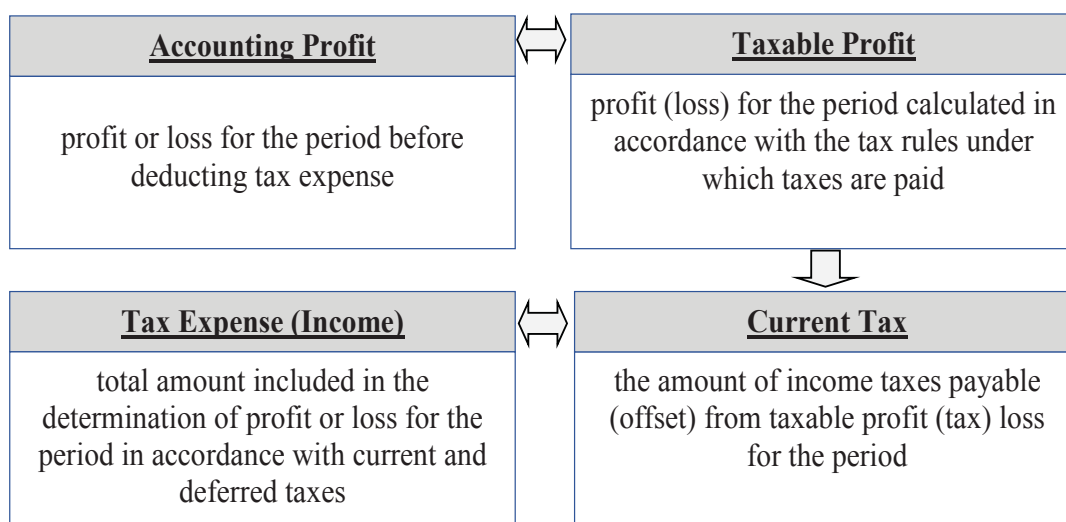 Accounting Profit
profit or loss for the period before
deducting tax expense
Taxable Profit
profit (loss) for the period calculated in
accordance with the tax rules under
which taxes are paid
Tax Expense (Income)
total amount included in the
determination of profit or loss for the
period in accordance with current and
deferred taxes
Current Tax
the amount of income taxes payable
(offset) from taxable profit (tax) loss
for the period